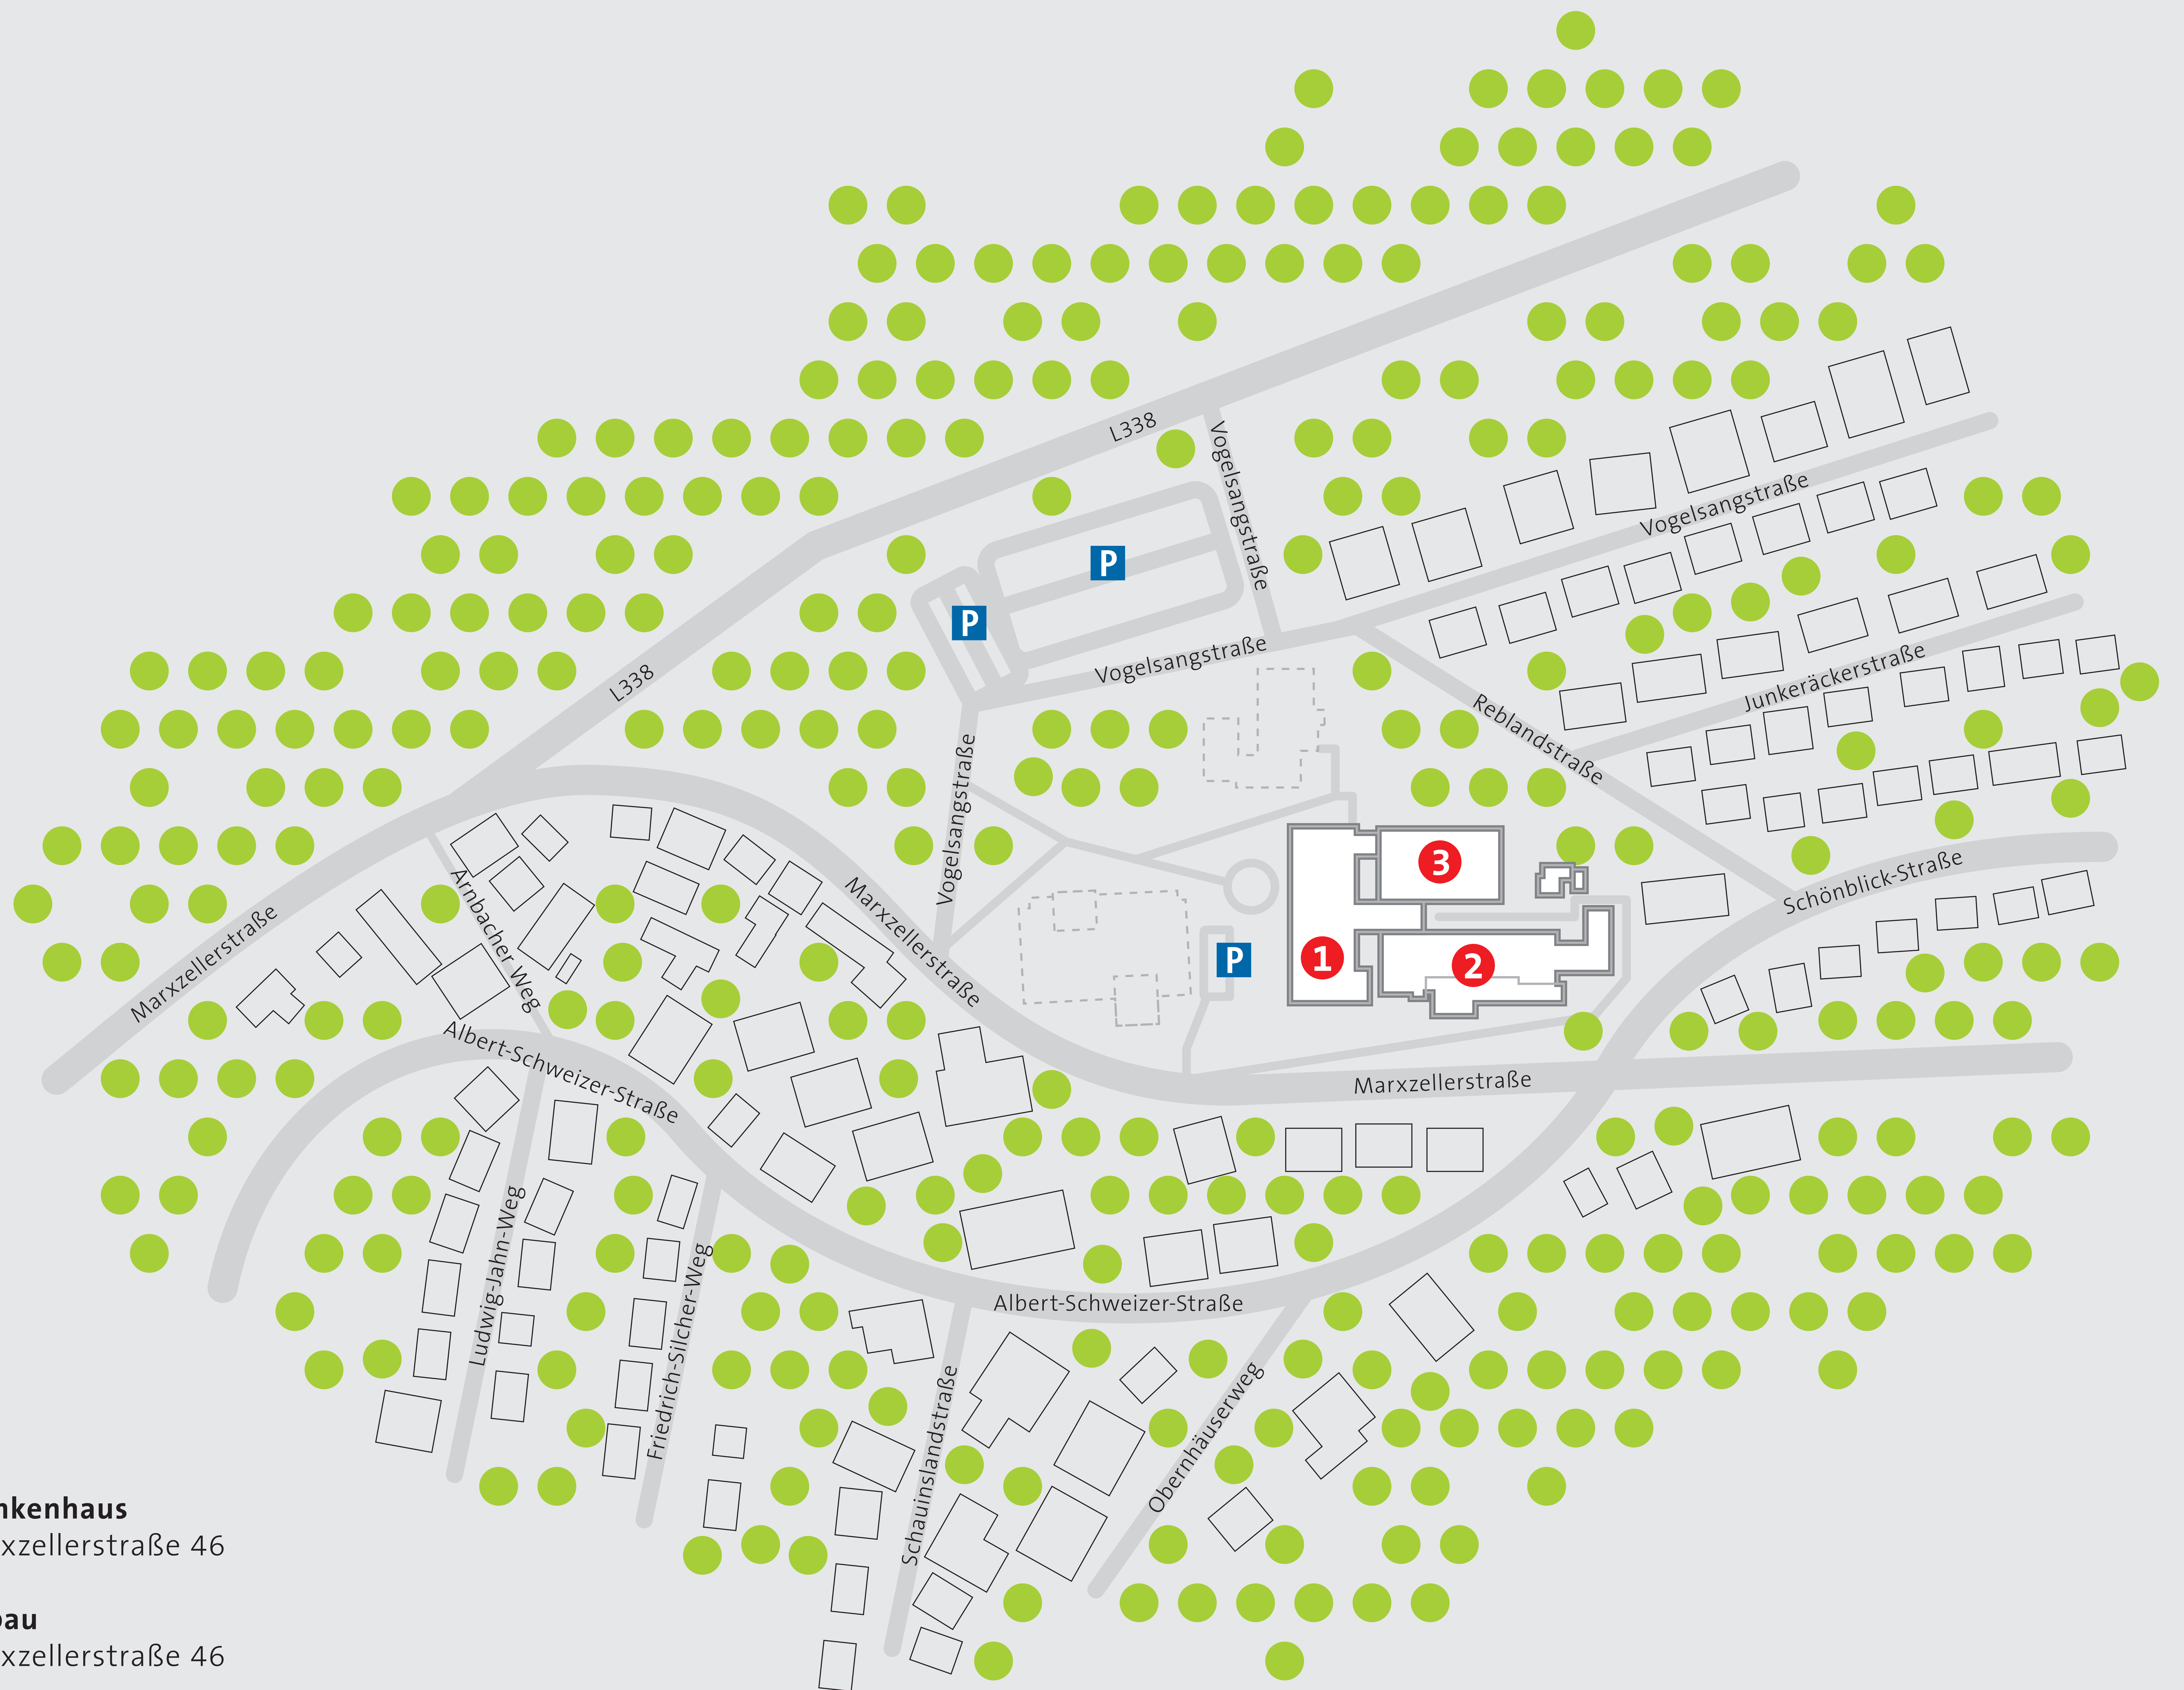 L338
Vogelsangstraße
Vogelsangstraße
P
P
L338
Vogelsangstraße
Junkeräckerstraße
Reblandstraße
Vogelsangstraße
3
Schönblick-Straße
Arnbacher Weg
Marxzellerstraße
Marxzellerstraße
P
1
2
Albert-Schweizer-Straße
Marxzellerstraße
Ludwig-Jahn-Weg
Friedrich-Silcher-Weg
Albert-Schweizer-Straße
Schauinslandstraße
Obernhäuserweg
nkenhaus
xzellerstraße 46
bau
xzellerstraße 46